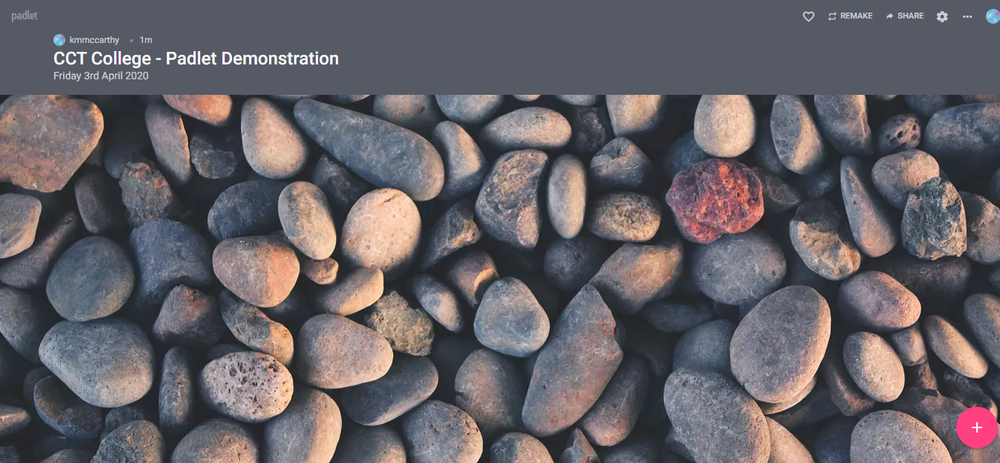 padlet
REMAKE
SHARE
kmmccarthy • 1m
CCT College - Padlet Demonstration
Friday 3rd April 2020